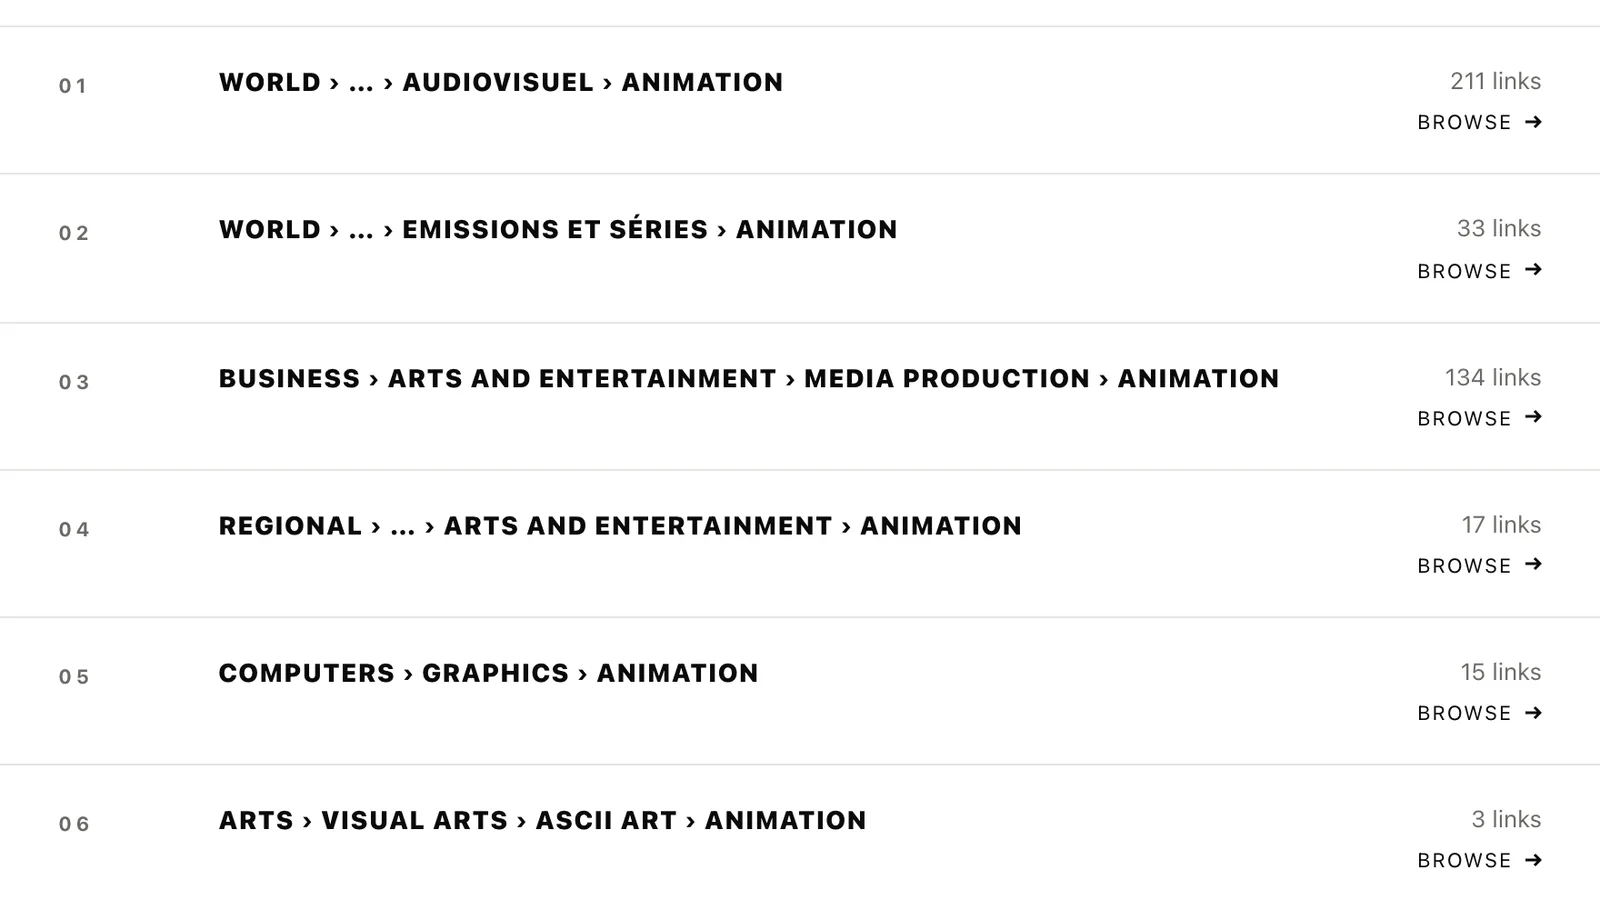 01
WORLD › ... › AUDIOVISUEL › ANIMATION
211 links
BROWSE →
02
WORLD › ... › EMISSIONS ET SÉRIES › ANIMATION
33 links
BROWSE →
03
BUSINESS › ARTS AND ENTERTAINMENT › MEDIA PRODUCTION › ANIMATION
134 links
BROWSE →
04
REGIONAL › ... › ARTS AND ENTERTAINMENT › ANIMATION
17 links
BROWSE →
05
COMPUTERS › GRAPHICS › ANIMATION
15 links
BROWSE →
06
ARTS › VISUAL ARTS › ASCII ART › ANIMATION
3 links
BROWSE →